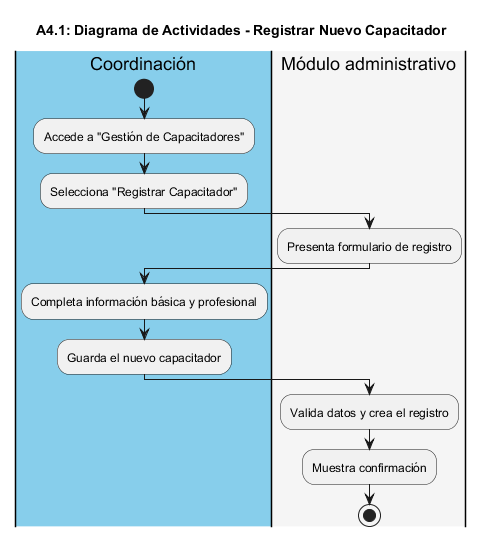 A4.1: Diagrama de Actividades - Registrar Nuevo Capacitador
Coordinación
Módulo administrativo
Accede a "Gestión de Capacitadores"
Selecciona "Registrar Capacitador"
Presenta formulario de registro
Completa información básica y profesional
Guarda el nuevo capacitador
Valida datos y crea el registro
Muestra confirmación